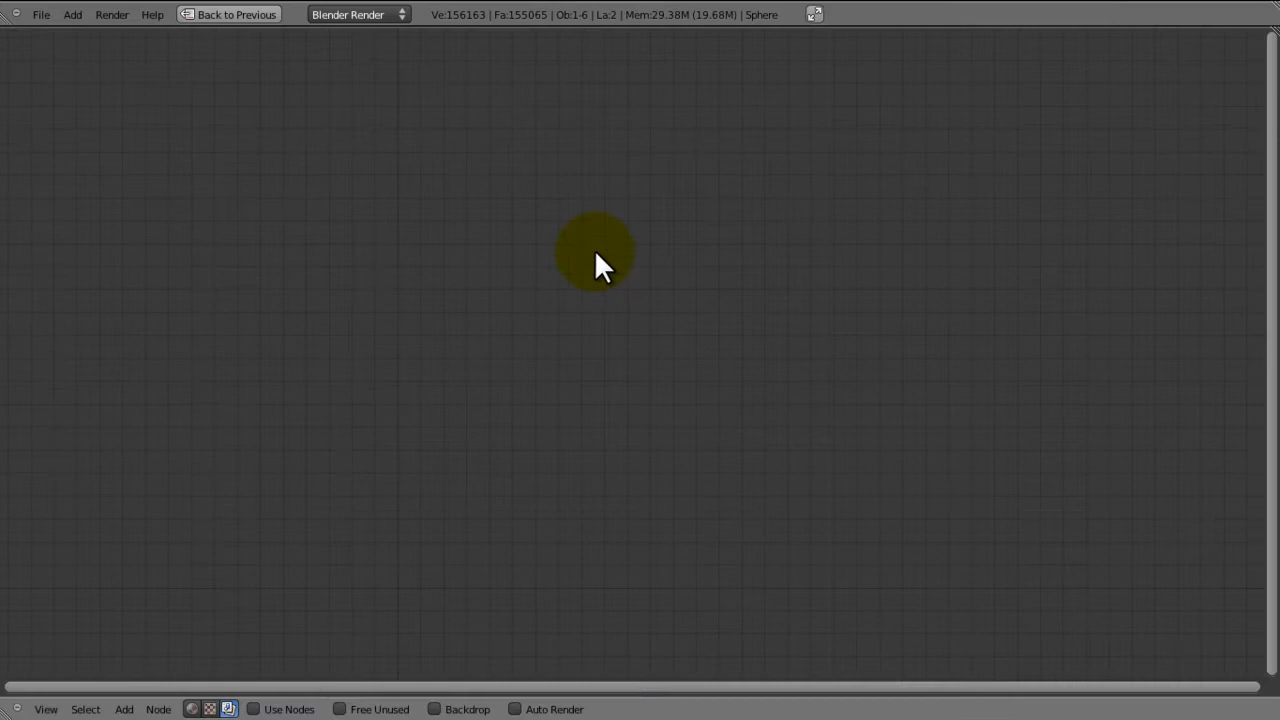 File Add Render Help Back to Previous Blender Render Ve:156163 | Fa:155065 | Ob:1-6 | La:2 | Mem:29.38M (19.68M) | Sphere
View Select Add Node Use Nodes Free Unused Backdrop Auto Render